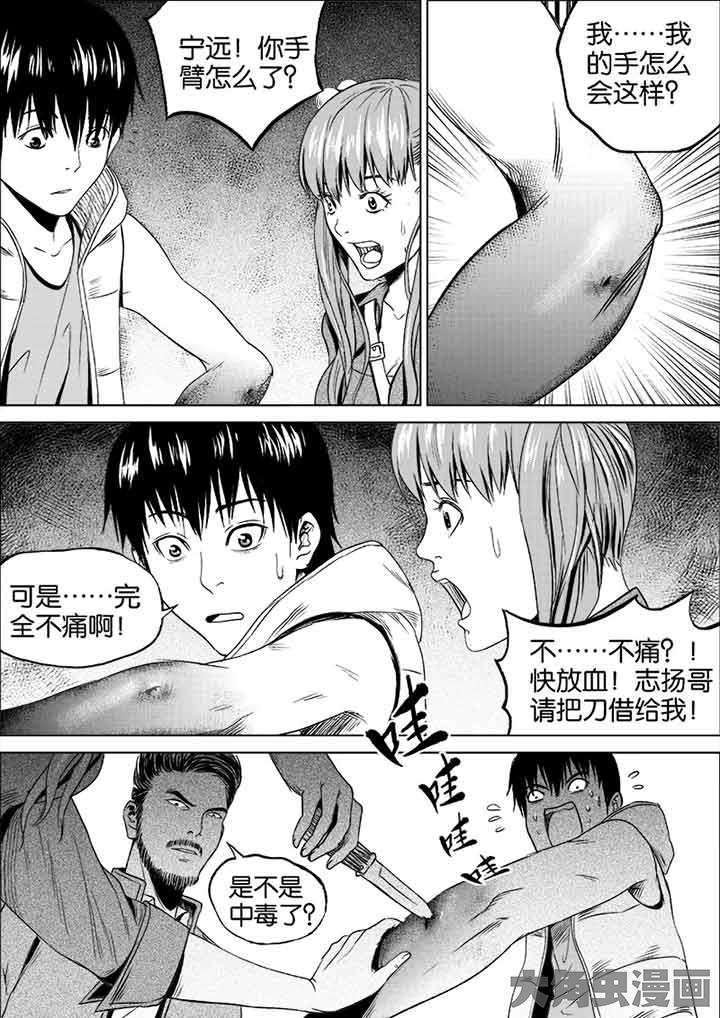 宁远！你手
臂怎么了？
我……我
的手怎么
会这样？
可是……完
全不痛啊！
不……不痛？！
快放血！志扬哥
请把刀借给我！
哇
哇
哇
哇
是不是
中毒了？
大角虫漫画